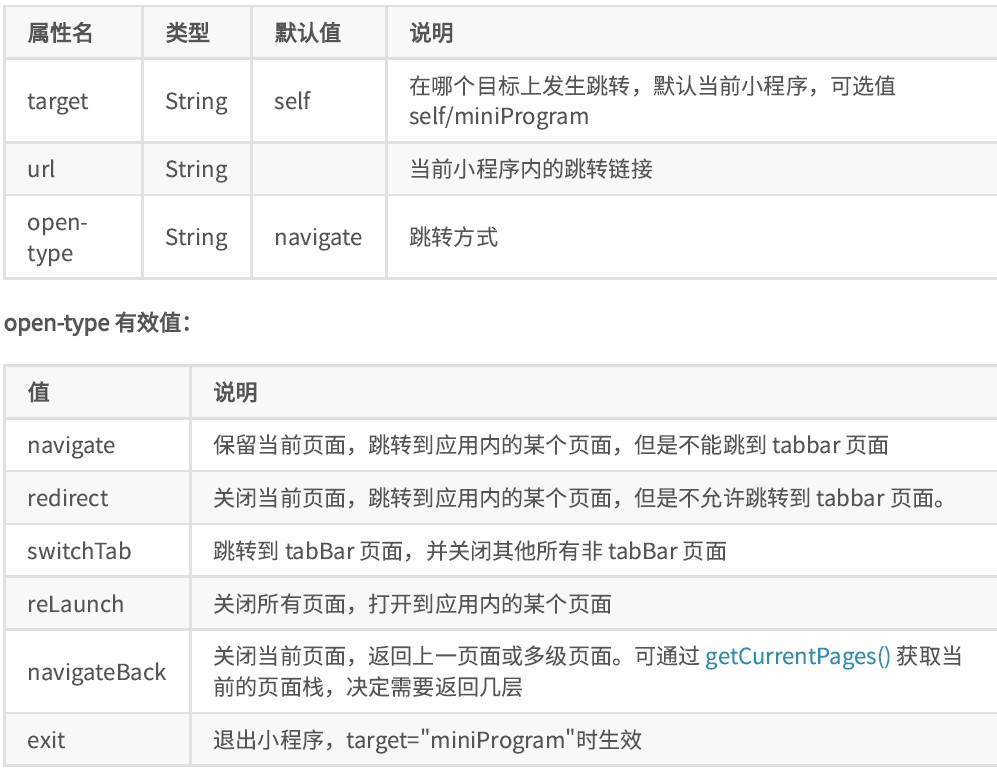 属性名 类型 默认值 说明
target String self 在哪个目标上发生跳转，默认当前小程序，可选值
self/miniProgram
url String 当前小程序内的跳转链接
open-
type String navigate 跳转方式
open-type 有效值：
值 说明
navigate 保留当前页面，跳转到应用内的某个页面，但是不能跳到 tabbar 页面
redirect 关闭当前页面，跳转到应用内的某个页面，但是不允许跳转到 tabbar 页面。
switchTab 跳转到 tabBar 页面，并关闭其他所有非 tabBar 页面
reLaunch 关闭所有页面，打开到应用内的某个页面
navigateBack 关闭当前页面，返回上一页面或多级页面。可通过 getCurrentPages() 获取当
前的页面栈，决定需要返回几层
exit 退出小程序，target="miniProgram"时生效